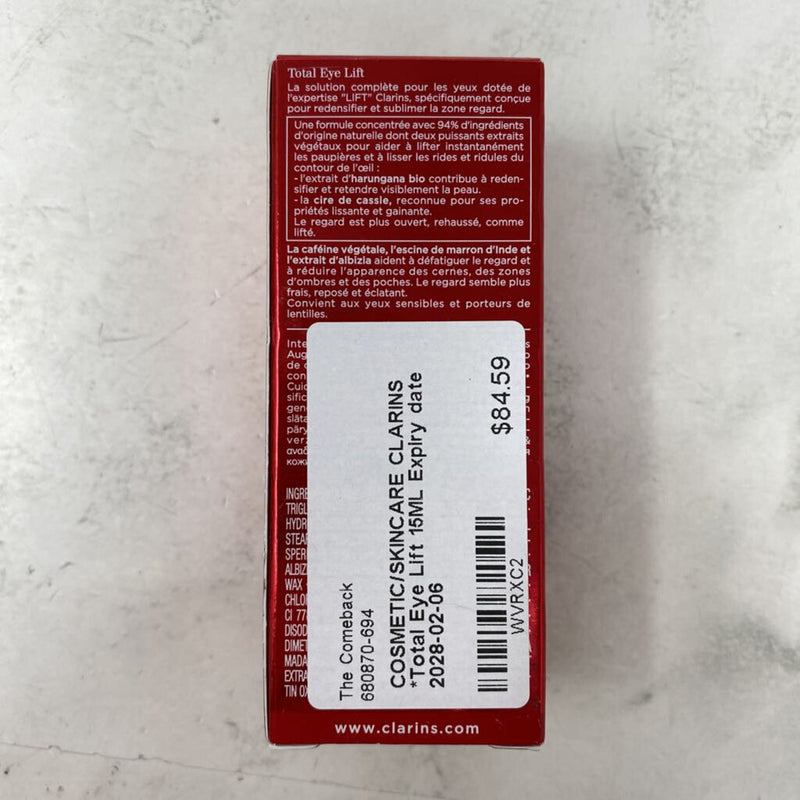 Total Eye Lift
La solution complète pour les yeux dotée de
l'expertise "LIFT" Clarins, spécifiquement conçue
pour redensifier et sublimer la zone regard.
Une formule concentrée avec 94% d'ingrédients
d'origine naturelle dont deux puissants extraits
végétaux pour aider à lifter instantanément
les paupières et à lisser les rides et ridules du
contour de l'œil :
- l'extrait d'harungana bio contribue à reden-
sifier et retendre visiblement la peau.
- la cire de cassie, reconnue pour ses pro-
priétés lissante et gainante.
Le regard est plus ouvert, rehaussé, comme
lifté.
La caféine végétale, l'escine de marron d'Inde et
l'extrait d'albizia aident à défatiguer le regard et
à réduire l'apparence des cernes, des zones
d'ombres et des poches. Le regard semble plus
frais, reposé et éclatant.
Convient aux yeux sensibles et porteurs de
lentilles.
The Comeback
680870-694
COSMETIC/SKINCARE CLARINS
*Total Eye Lift 15ML Expiry date
2028-02-06
$84.59
WVRXC2
WAX
CI
TIN
www.clarins.com